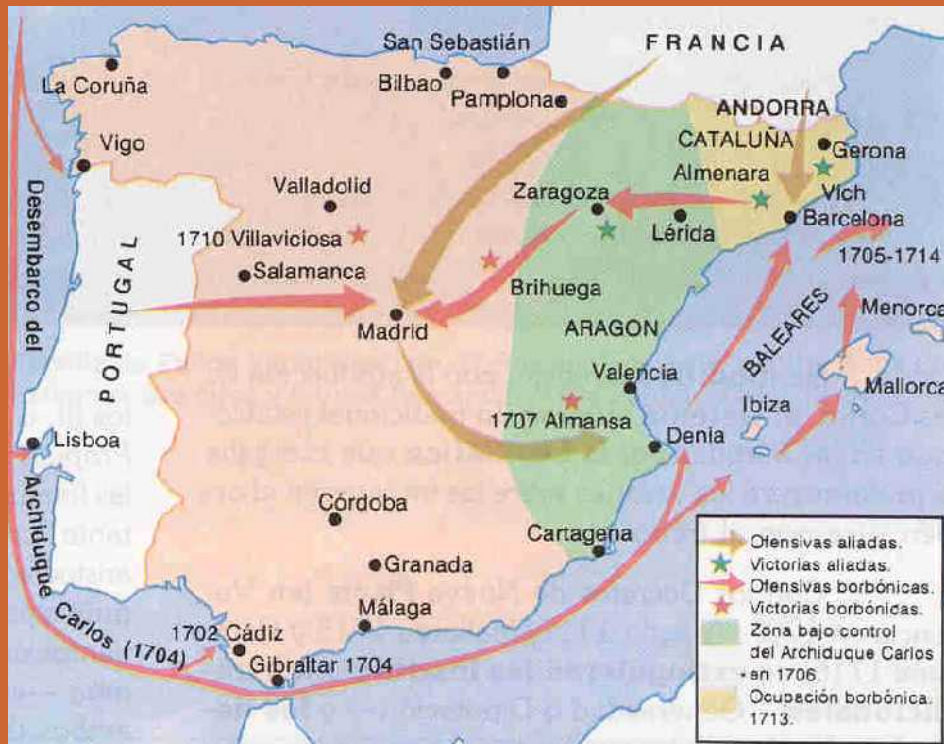 San Sebastián
FRANCIA
La Coruña
Bilbao
Pamplona
ANDORRA
CATALUÑA
Gerona
Vigo
Almenara
Vich
Valladolid
Zaragoza
Barcelona
Lérida
1710 Villaviciosa
1705-1714
Salamanca
Brihuega
Menorca
Madrid
ARAGON
BALEARES
PORTUGAL
Mallorca
Valencia
Ibiza
1707 Almansa
Lisboa
Denia
Desembarco del
Archiduque
Carlos (1704)
Córdoba
Cartagena
Granada
Málaga
1702 Cádiz
Gibraltar 1704
Ofensivas aliadas.
Victorias aliadas.
Ofensivas borbónicas.
Victorias borbónicas.
Zona bajo control
del Archiduque Carlos
en 1706.
Ocupación borbónica
1713.